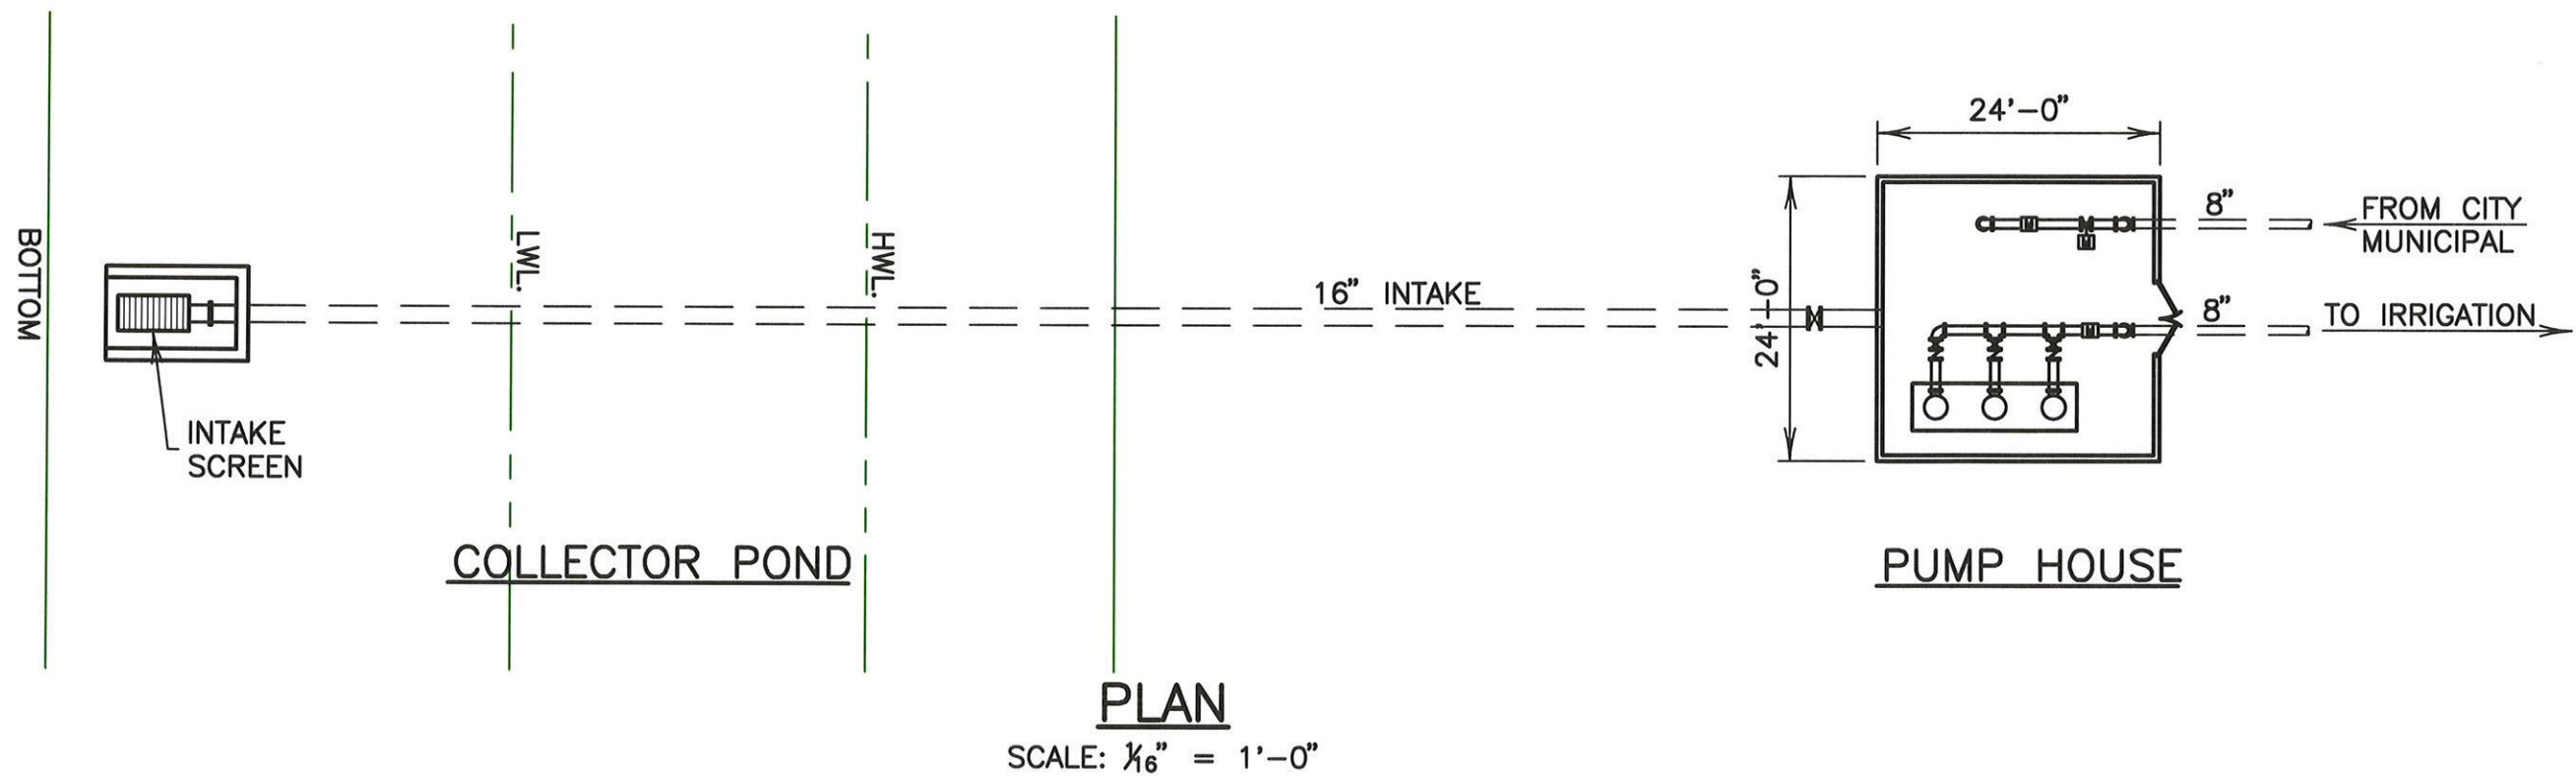 BOTTOM
INTAKE
SCREEN
LWL.
HWL.
COLLECTOR POND
16” INTAKE
24'-0”
24'-0”
8”
FROM CITY
MUNICIPAL
8”
TO IRRIGATION
M
M
M
PUMP HOUSE
PLAN
SCALE: 1/16” = 1'-0”